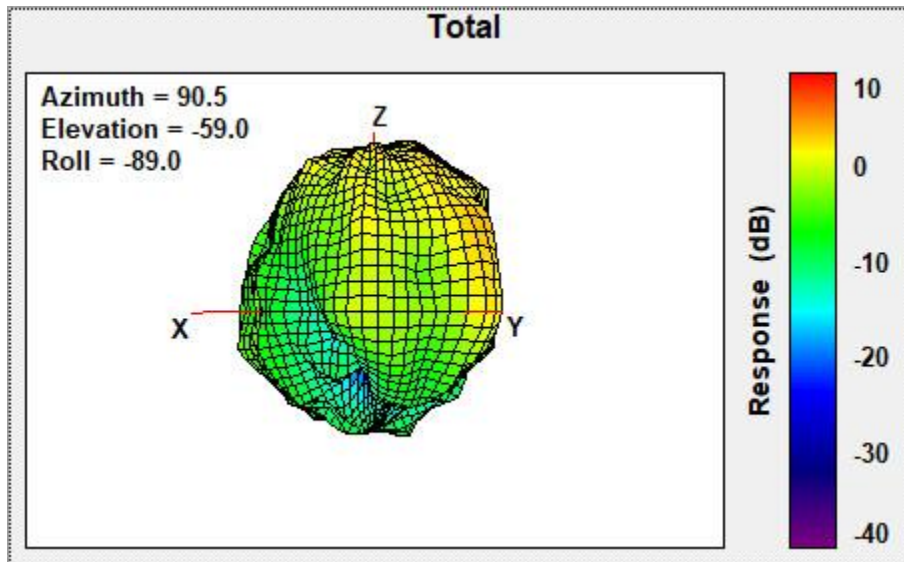 Total
Azimuth = 90.5
Elevation = -59.0
Roll = -89.0
Z
X
Y
Response (dB)
10
0
-10
-20
-30
-40